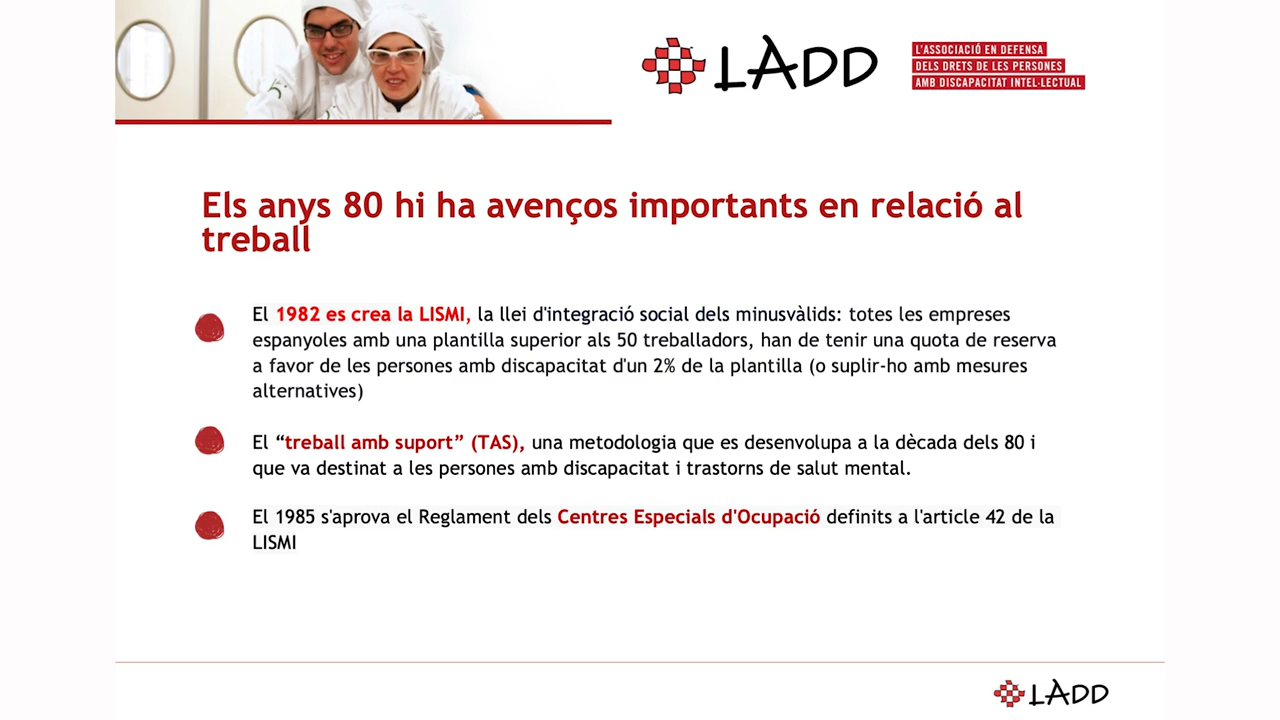 LÀDD
L'ASSOCIACIÓ EN DEFENSA
DELS DRETS DE LES PERSONES
AMB DISCAPACITAT INTEL·LECTUAL
Els anys 80 hi ha avenços importants en relació al
treball
El 1982 es crea la LISMI, la llei d'integració social dels minusvàlids: totes les empreses
espanyoles amb una plantilla superior als 50 treballadors, han de tenir una quota de reserva
a favor de les persones amb discapacitat d'un 2% de la plantilla (o suplir-ho amb mesures
alternatives)
El “treball amb suport” (TAS), una metodologia que es desenvolupa a la dècada dels 80 i
que va destinat a les persones amb discapacitat i trastorns de salut mental.
El 1985 s'aprova el Reglament dels Centres Especials d'Ocupació definits a l'article 42 de la
LISMI
LÀDD